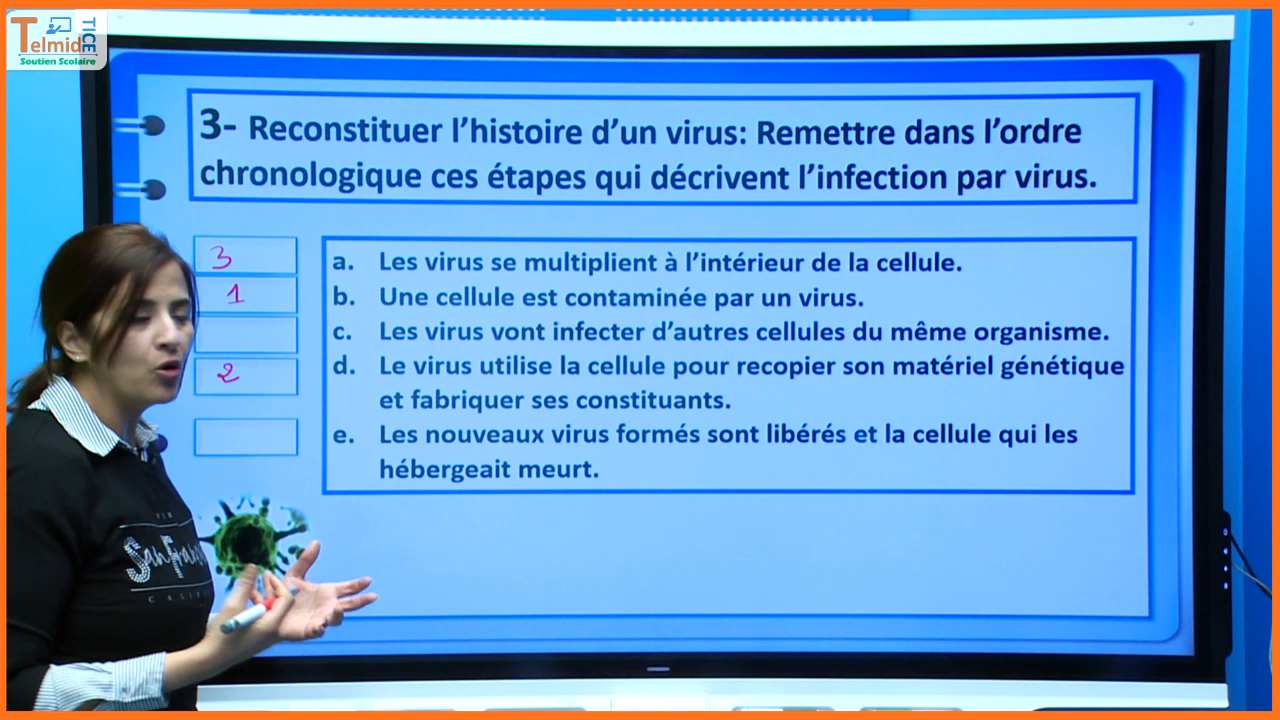 Telmid TICE
Soutien Scolaire
3- Reconstituer l'histoire d'un virus: Remettre dans l'ordre
chronologique ces étapes qui décrivent l'infection par virus.
3 a. Les virus se multiplient à l'intérieur de la cellule.
1 b. Une cellule est contaminée par un virus.
c. Les virus vont infecter d'autres cellules du même organisme.
2 d. Le virus utilise la cellule pour recopier son matériel génétique
et fabriquer ses constituants.
e. Les nouveaux virus formés sont libérés et la cellule qui les
hébergeait meurt.